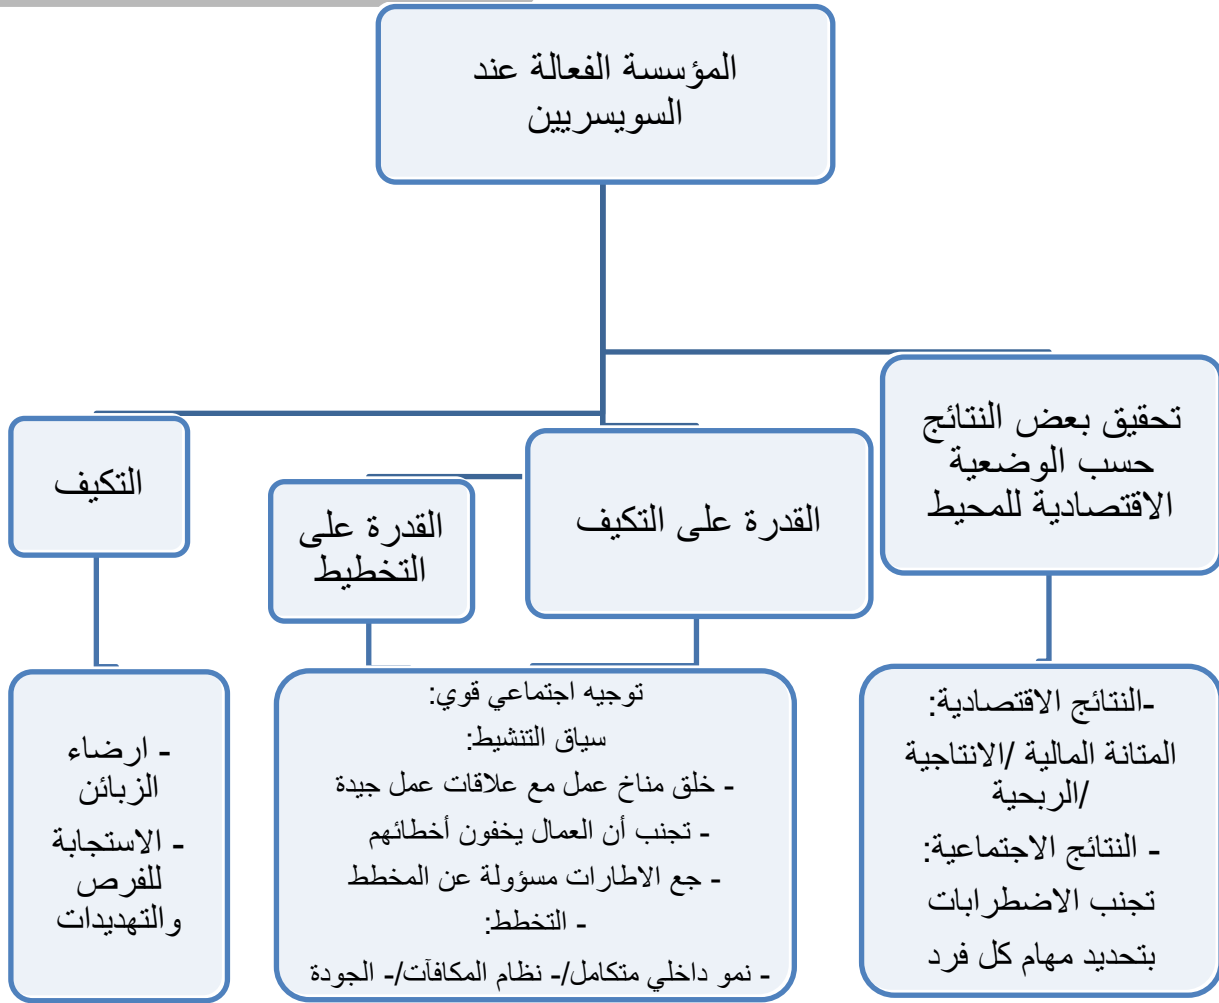 المؤسسة الفعالة عند
السويسريين
تحقيق بعض النتائج
حسب الوضعية
الاقتصادية للمحيط
القدرة على التكيف
القدرة على
التخطيط
التكيف
-النتائج الاقتصادية:
المتانة المالية /الانتاجية
/الربحية
- النتائج الاجتماعية:
تجنب الاضطرابات
بتحديد مهام كل فرد
توجيه اجتماعي قوي:
سياق التنشيط:
- خلق مناخ عمل مع علاقات عمل جيدة
- تجنب أن العمال يخفون أخطائهم
- جع الاطارات مسؤولة عن المخطط
- التخطط:
- نمو داخلي متكامل/- نظام المكافآت/- الجودة
- ارضاء
الزبائن
- الاستجابة
للفرص
والتهديدات